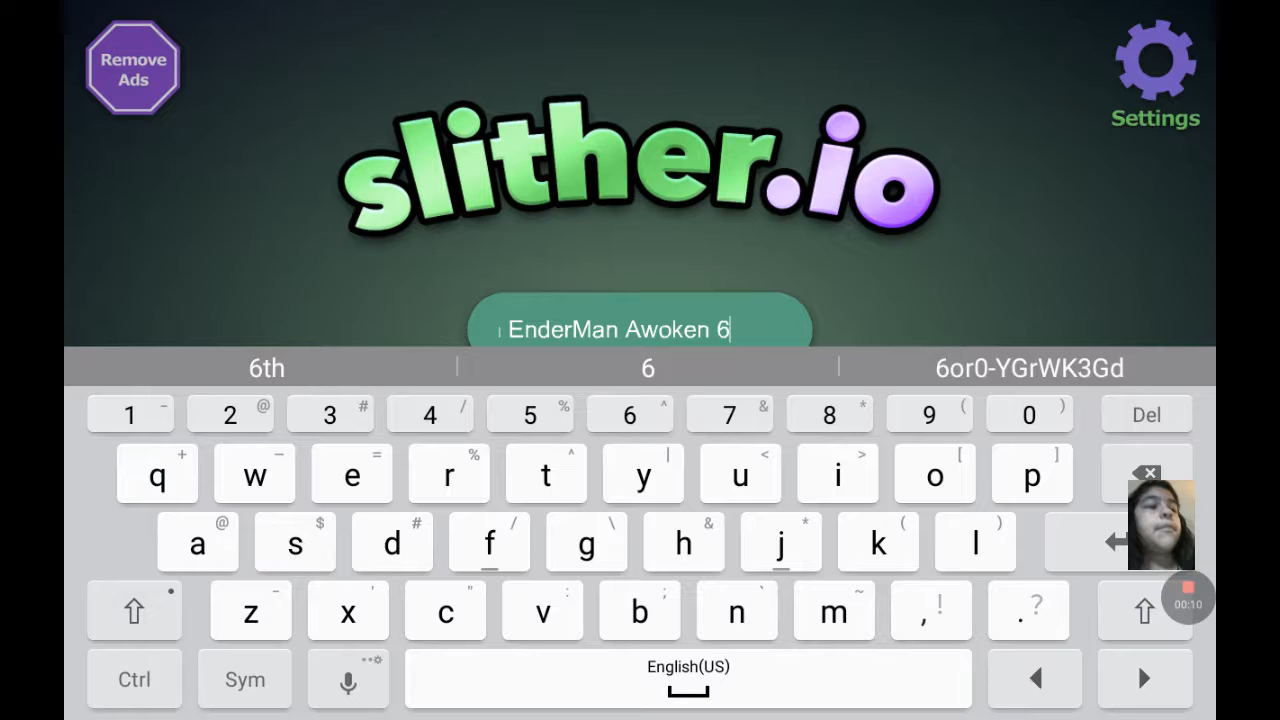 Remove
Ads
Settings
slither.io
EnderMan Awoken 6
6th 6 6or0-YGrWK3Gd
1 - 2 @ 3 # 4 / 5 % 6 ^ 7 & 8 * 9 ( 0 ) Del
q + w - e = r % t ^ y | u < i > o [ p ]
a @ s $ d # f / g \ h & j * k ( l )
z - x ' c " v : b ; n ` m ~ , ! . ?
00:10
Ctrl Sym English(US)